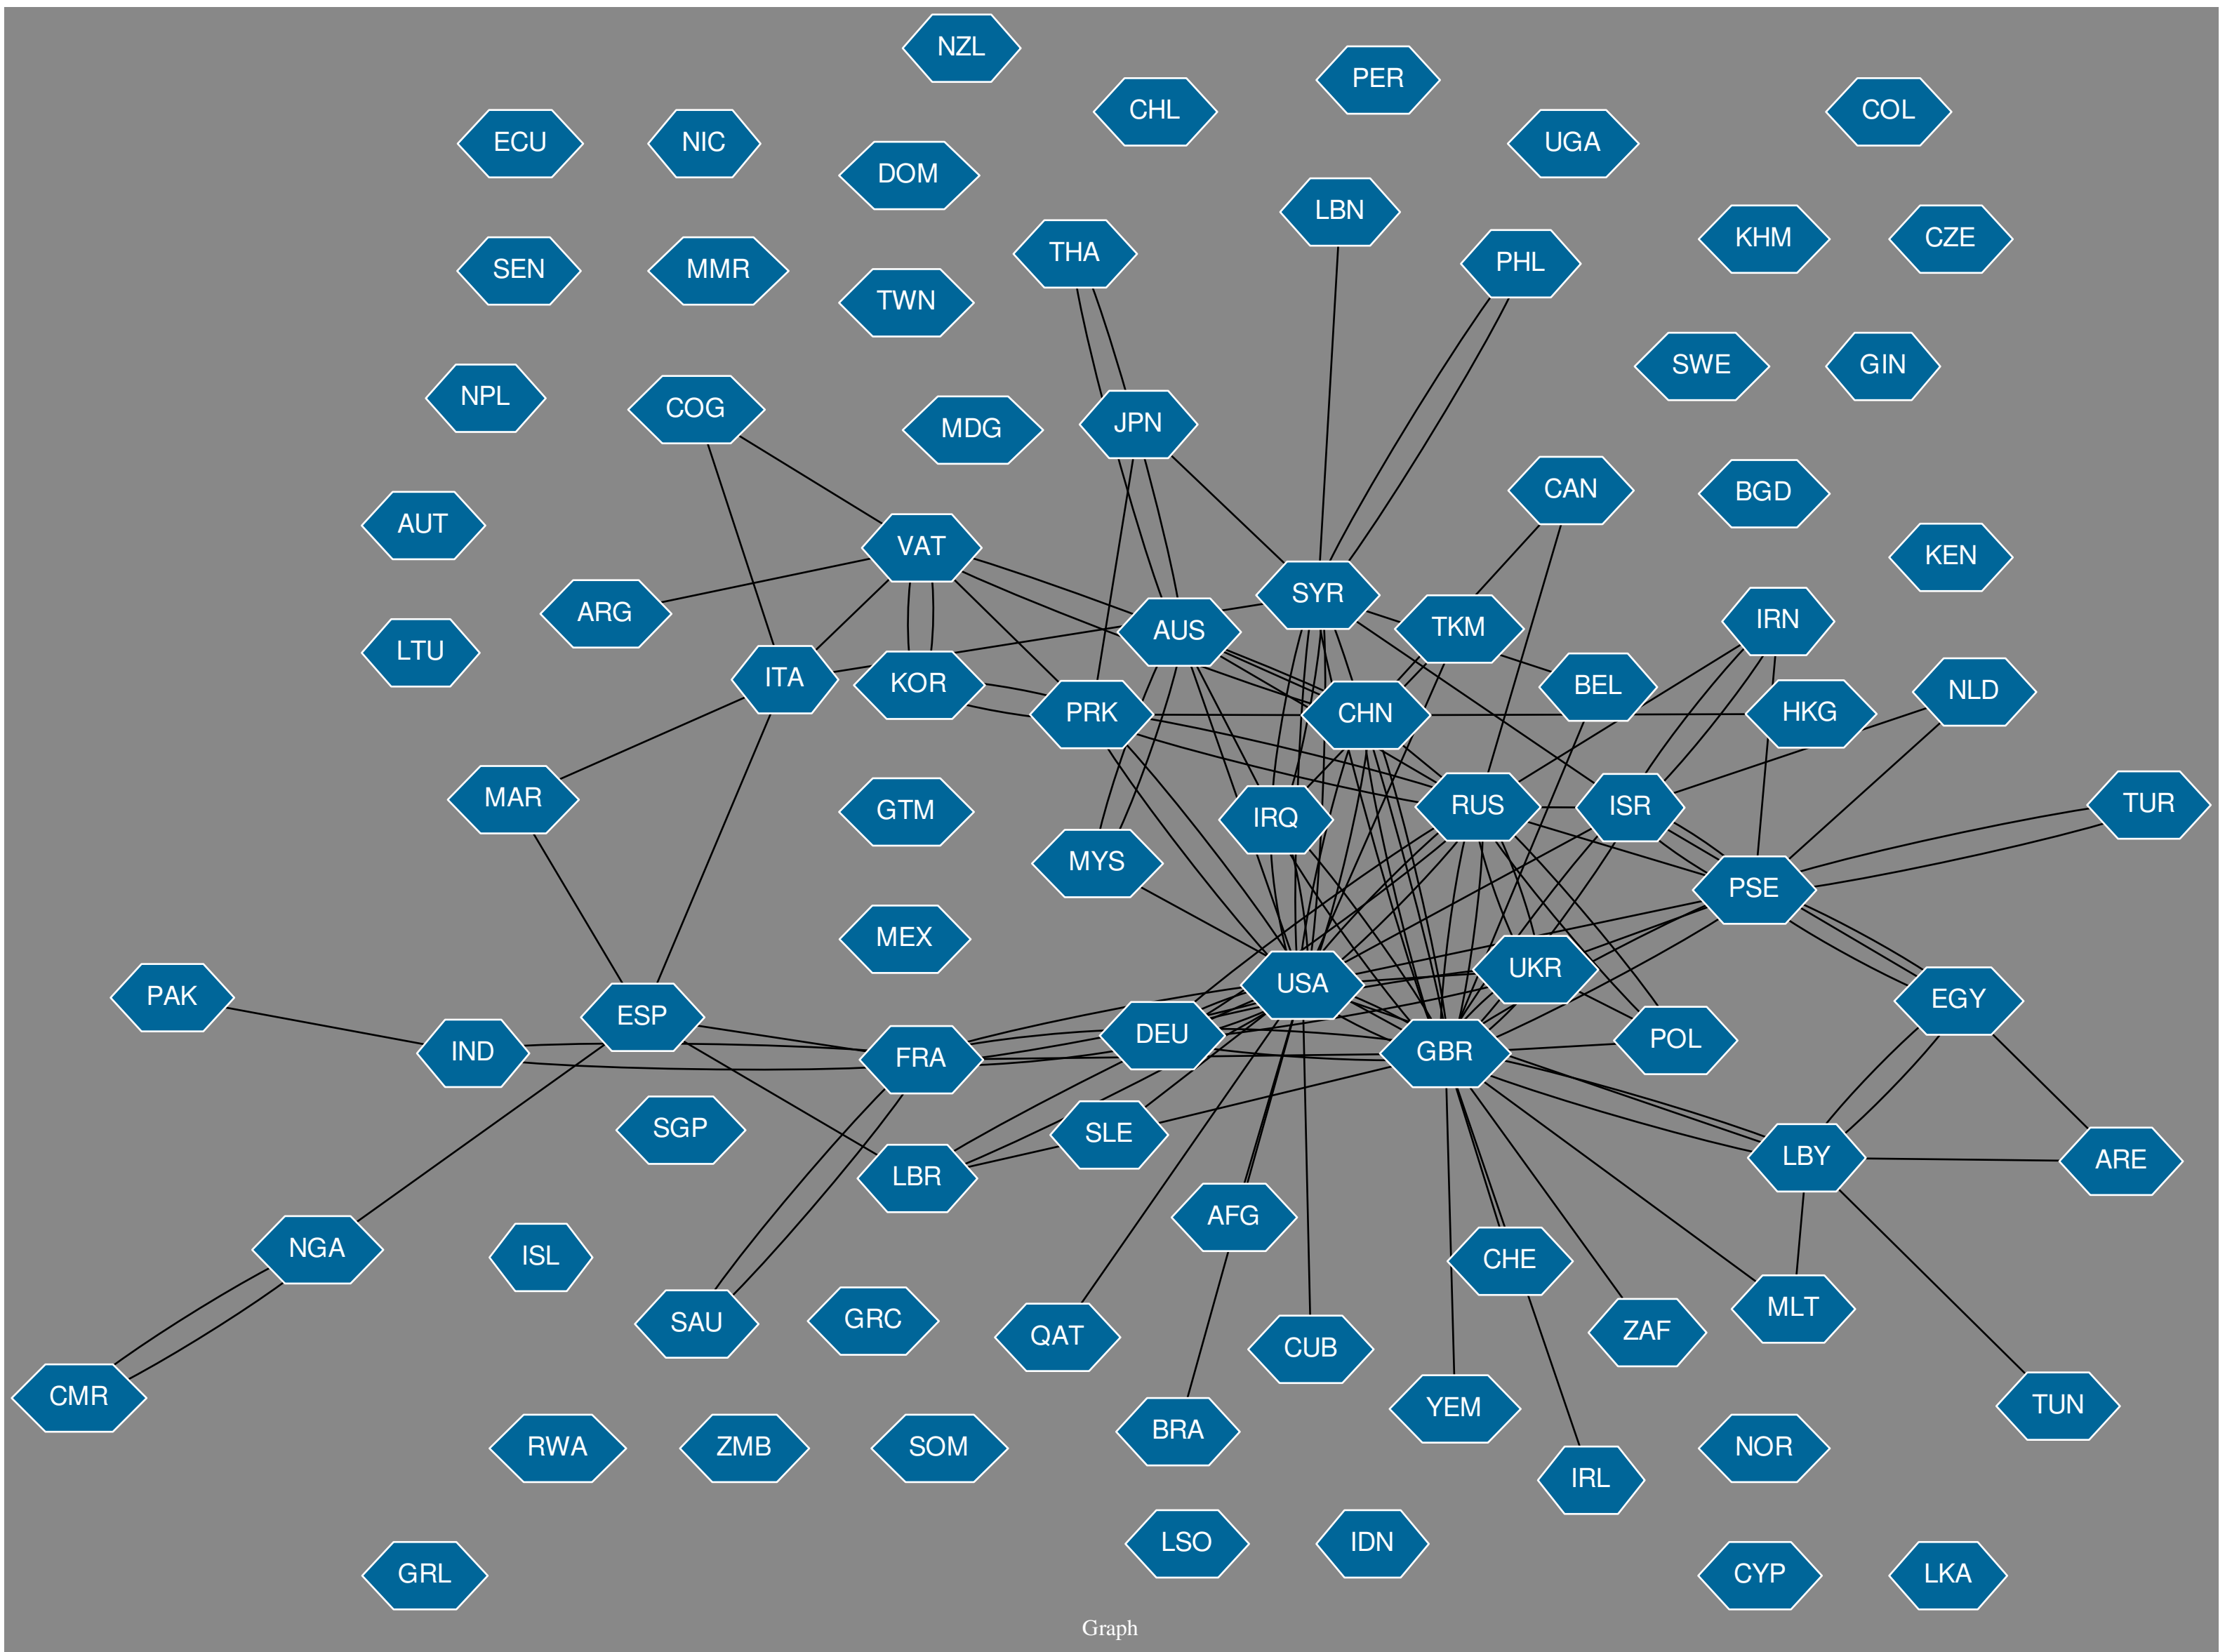 NZL
PER
CHL
COL
ECU
NIC
UGA
DOM
LBN
KHM
CZE
THA
PHL
SEN
MMR
TWN
SWE
GIN
NPL
COG
JPN
MDG
CAN
BGD
AUT
VAT
KEN
SYR
ARG
IRN
TKM
AUS
LTU
ITA
KOR
BEL
NLD
PRK
CHN
HKG
MAR
TUR
RUS
ISR
GTM
IRQ
MYS
PSE
MEX
UKR
USA
PAK
EGY
ESP
DEU
POL
IND
GBR
FRA
SGP
SLE
LBY
ARE
LBR
AFG
NGA
ISL
CHE
MLT
GRC
SAU
ZAF
QAT
CUB
CMR
TUN
YEM
BRA
RWA
ZMB
SOM
NOR
IRL
LSO
IDN
GRL
CYP
LKA
Graph